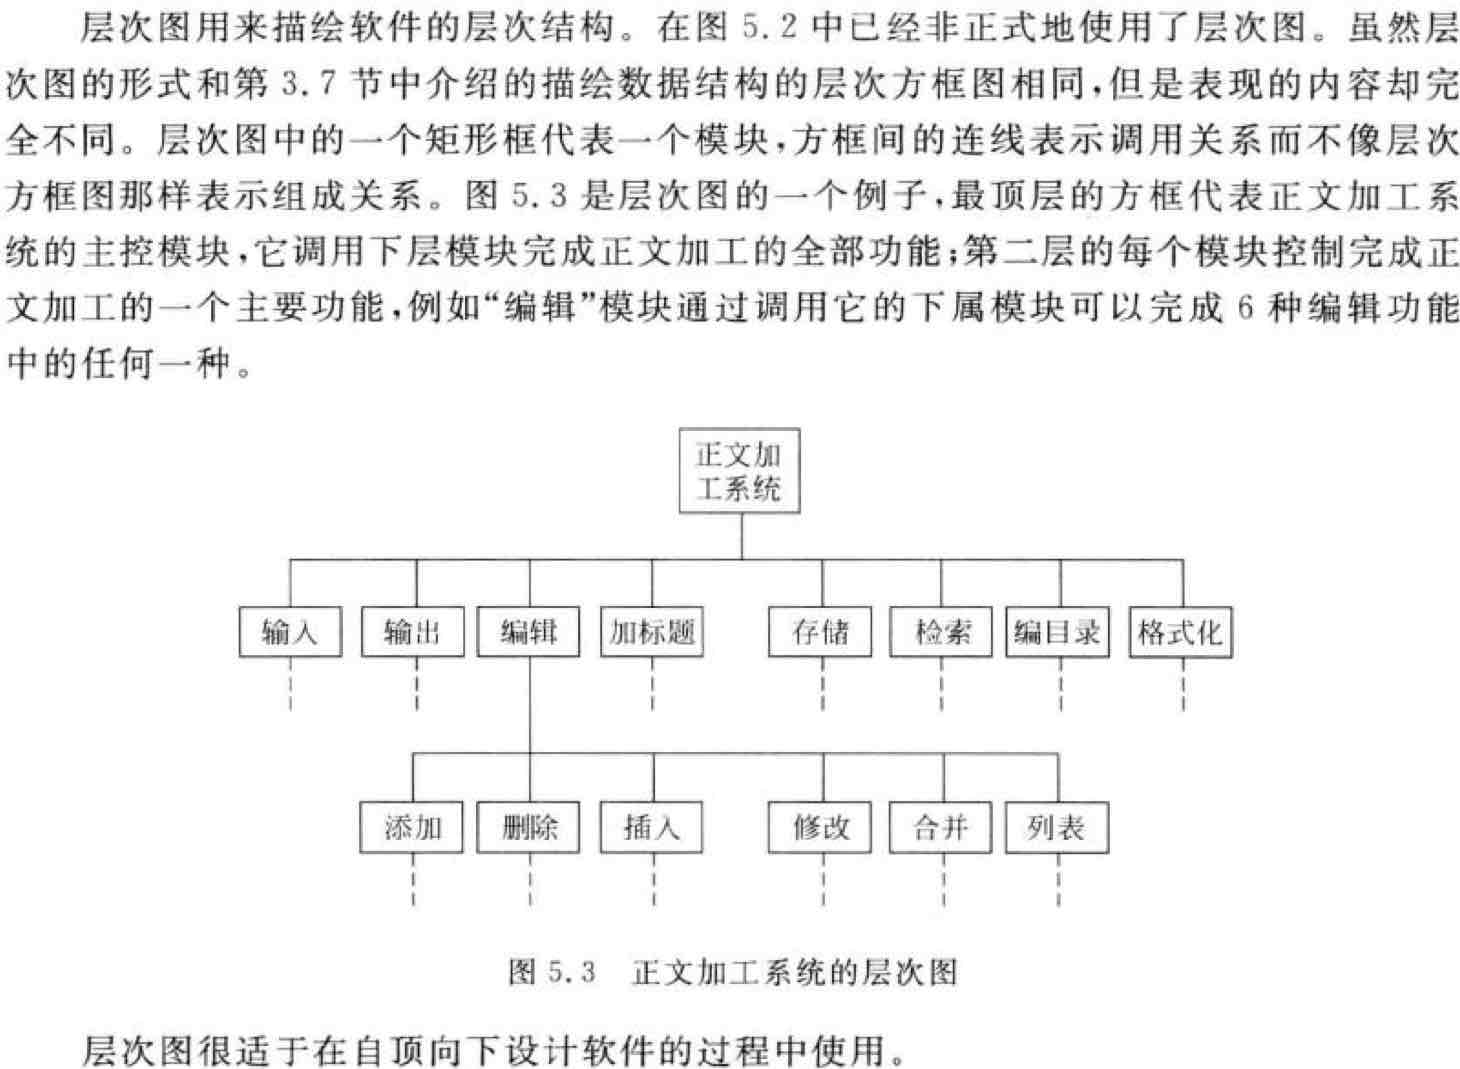 层次图用来描绘软件的层次结构。在图 5.2 中已经非正式地使用了层次图。虽然层
次图的形式和第 3.7 节中介绍的描绘数据结构的层次方框图相同,但是表现的内容却完
全不同。层次图中的一个矩形框代表一个模块,方框间的连线表示调用关系而不像层次
方框图那样表示组成关系。图 5.3 是层次图的一个例子,最顶层的方框代表正文加工系
统的主控模块,它调用下层模块完成正文加工的全部功能;第二层的每个模块控制完成正
文加工的一个主要功能,例如“编辑”模块通过调用它的下属模块可以完成 6 种编辑功能
中的任何一种。
正文加
工系统
输入 输出 编辑 加标题 存储 检索 编目录 格式化
添加 删除 插入 修改 合并 列表
图 5.3 正文加工系统的层次图
层次图很适于在自顶向下设计软件的过程中使用。